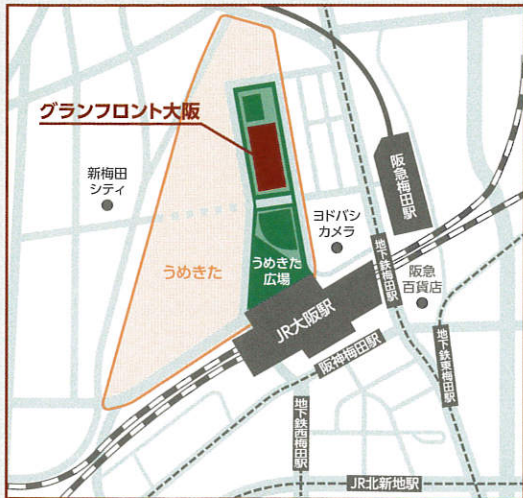 グランフロント大阪
新梅田
シティ
うめきた
うめきた
広場
ヨドバシ
カメラ
阪急梅田駅
地下鉄梅田駅
阪急
百貨店
JR大阪駅
阪神梅田駅
地下鉄東梅田駅
地下鉄西梅田駅
JR北新地駅